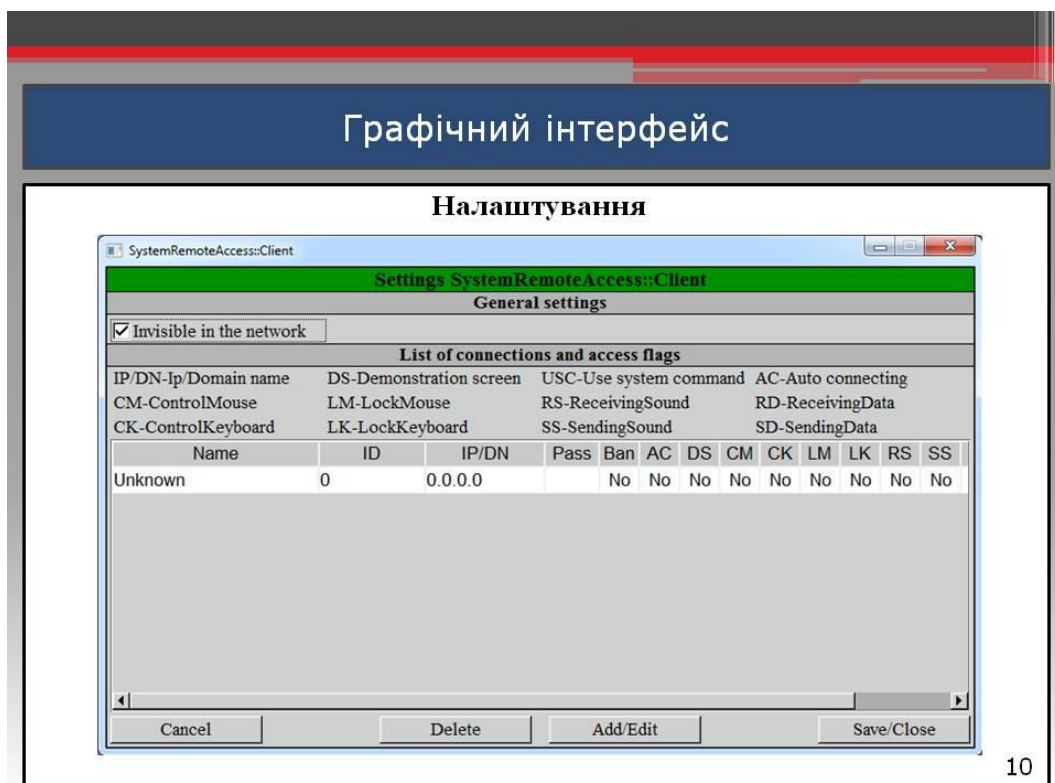 Графічний інтерфейс
Налаштування
SystemRemoteAccess::Client
Settings SystemRemoteAccess::Client
General settings
Invisible in the network
List of connections and access flags
IP/DN-Ip/Domain name DS-Demonstration screen USC-Use system command AC-Auto connecting
CM-ControlMouse LM-LockMouse RS-ReceivingSound RD-ReceivingData
CK-ControlKeyboard LK-LockKeyboard SS-SendingSound SD-SendingData
Name ID IP/DN Pass Ban AC DS CM CK LM LK RS SS
Unknown 0 0.0.0.0 No No No No No No No No No
Cancel Delete Add/Edit Save/Close
10